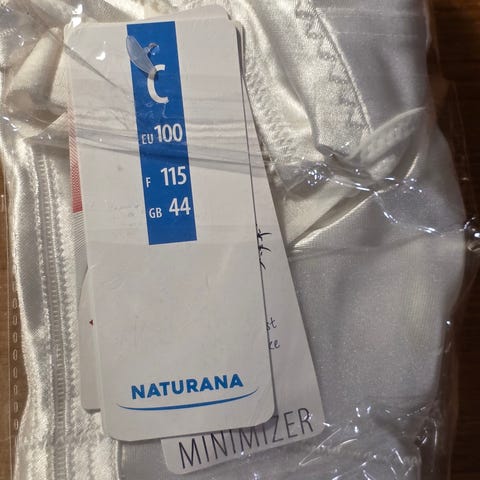 C
EU 100
F 115
GB 44
NATURANA
MINIMIZER